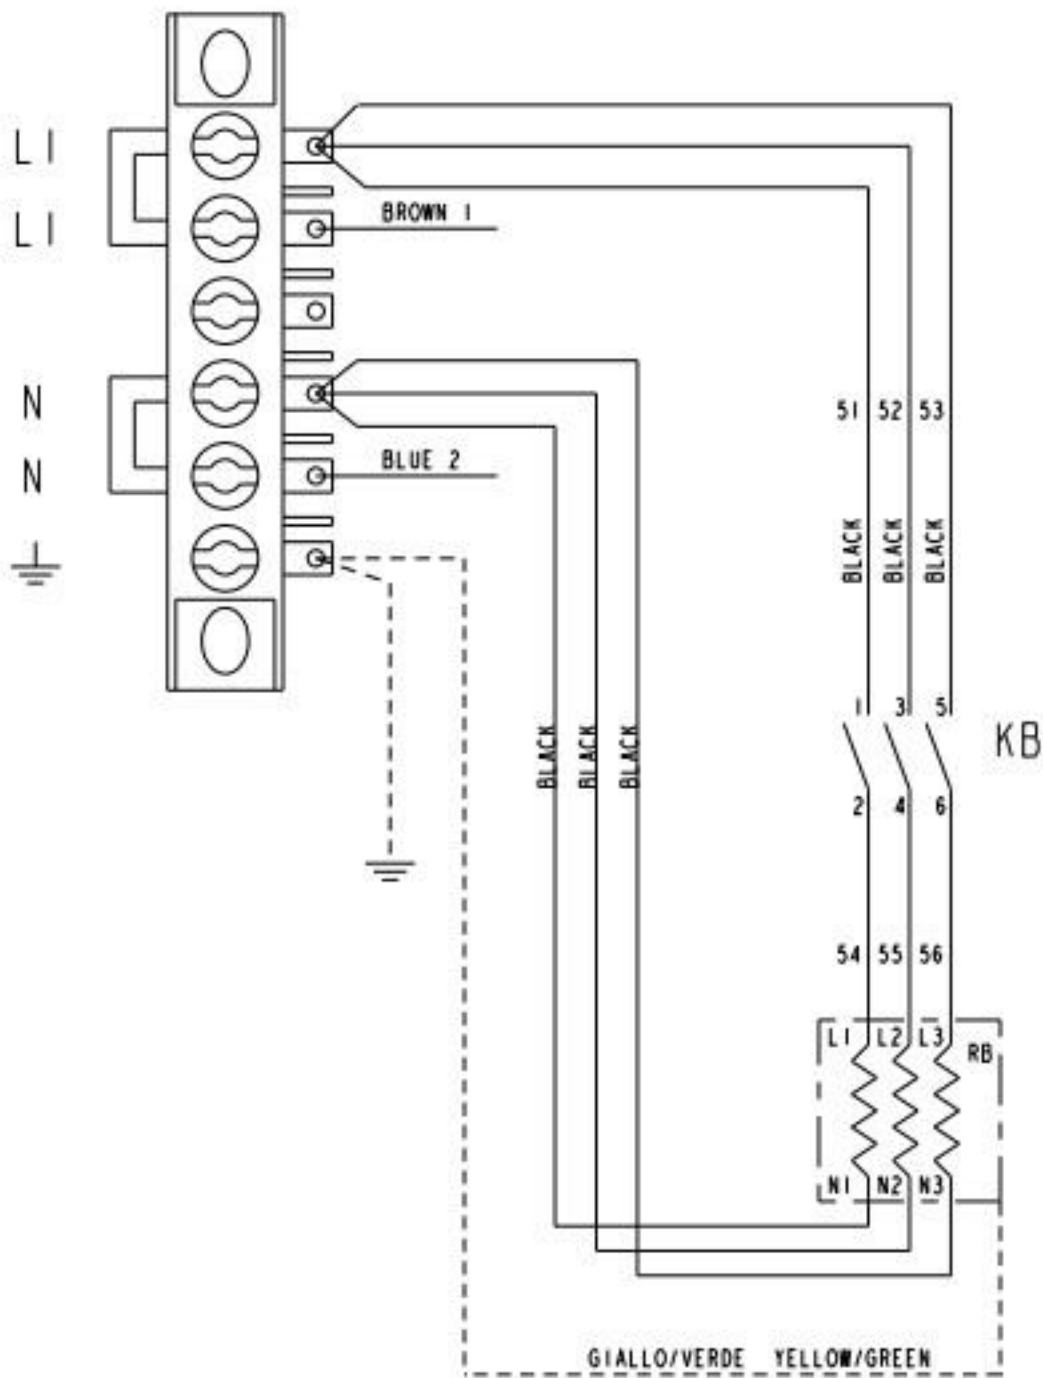 L1
L1
BROWN 1
N
51 52 53
N
BLUE 2
BLACK BLACK BLACK
1 3 5
KB
BLACK BLACK BLACK
2 4 6
54 55 56
L1 L2 L3
RB
N1 N2 N3
GIALLO/VERDE YELLOW/GREEN